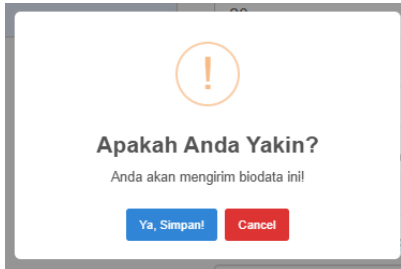 !
Apakah Anda Yakin?
Anda akan mengirim biodata ini!
Ya, Simpan!
Cancel